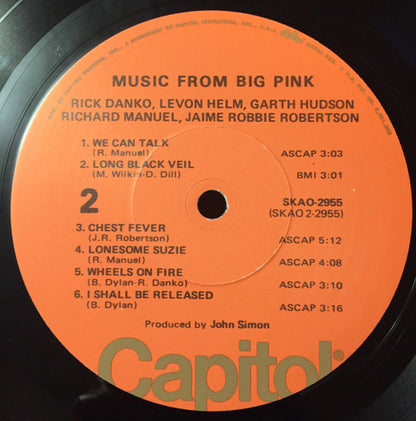 MUSIC FROM BIG PINK
RICK DANKO, LEVON HELM, GARTH HUDSON
RICHARD MANUEL, JAIME ROBBIE ROBERTSON
1. WE CAN TALK
(R. Manuel) ASCAP 3:03
2. LONG BLACK VEIL
(M. Wilkin-D. Dill) BMI 3:01
2 SKAO-2955
(SKAO 2-2955)
3. CHEST FEVER
(J.R. Robertson) ASCAP 5:12
4. LONESOME SUZIE
(R. Manuel) ASCAP 4:08
5. WHEELS ON FIRE
(B. Dylan-R. Danko) ASCAP 3:10
6. I SHALL BE RELEASED
(B. Dylan) ASCAP 3:16
Produced by John Simon
Capitol®